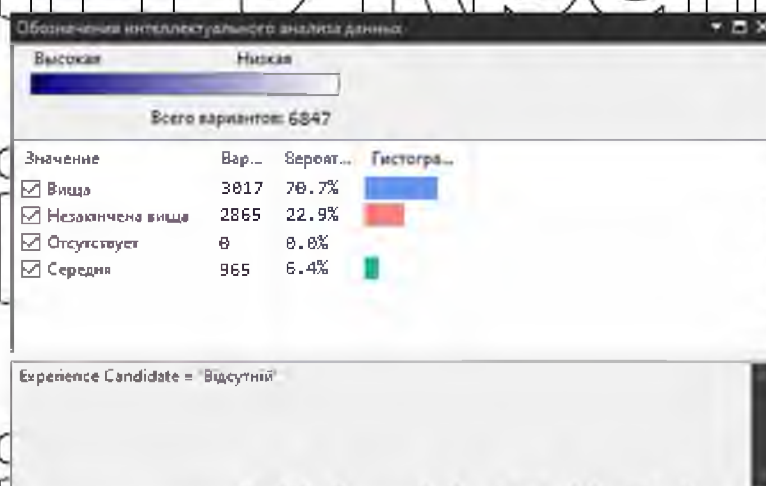 Обозначения интеллектуального анализа данных
Высокая Низкая
Всего вариантов: 6847
Значение Вар... Вероят... Гистогра...
Вища 3017 70.7%
Незакінчена вища 2865 22.9%
Отсутствует 0 0.0%
Середня 965 6.4%
Experience Candidate = 'Відсутній'